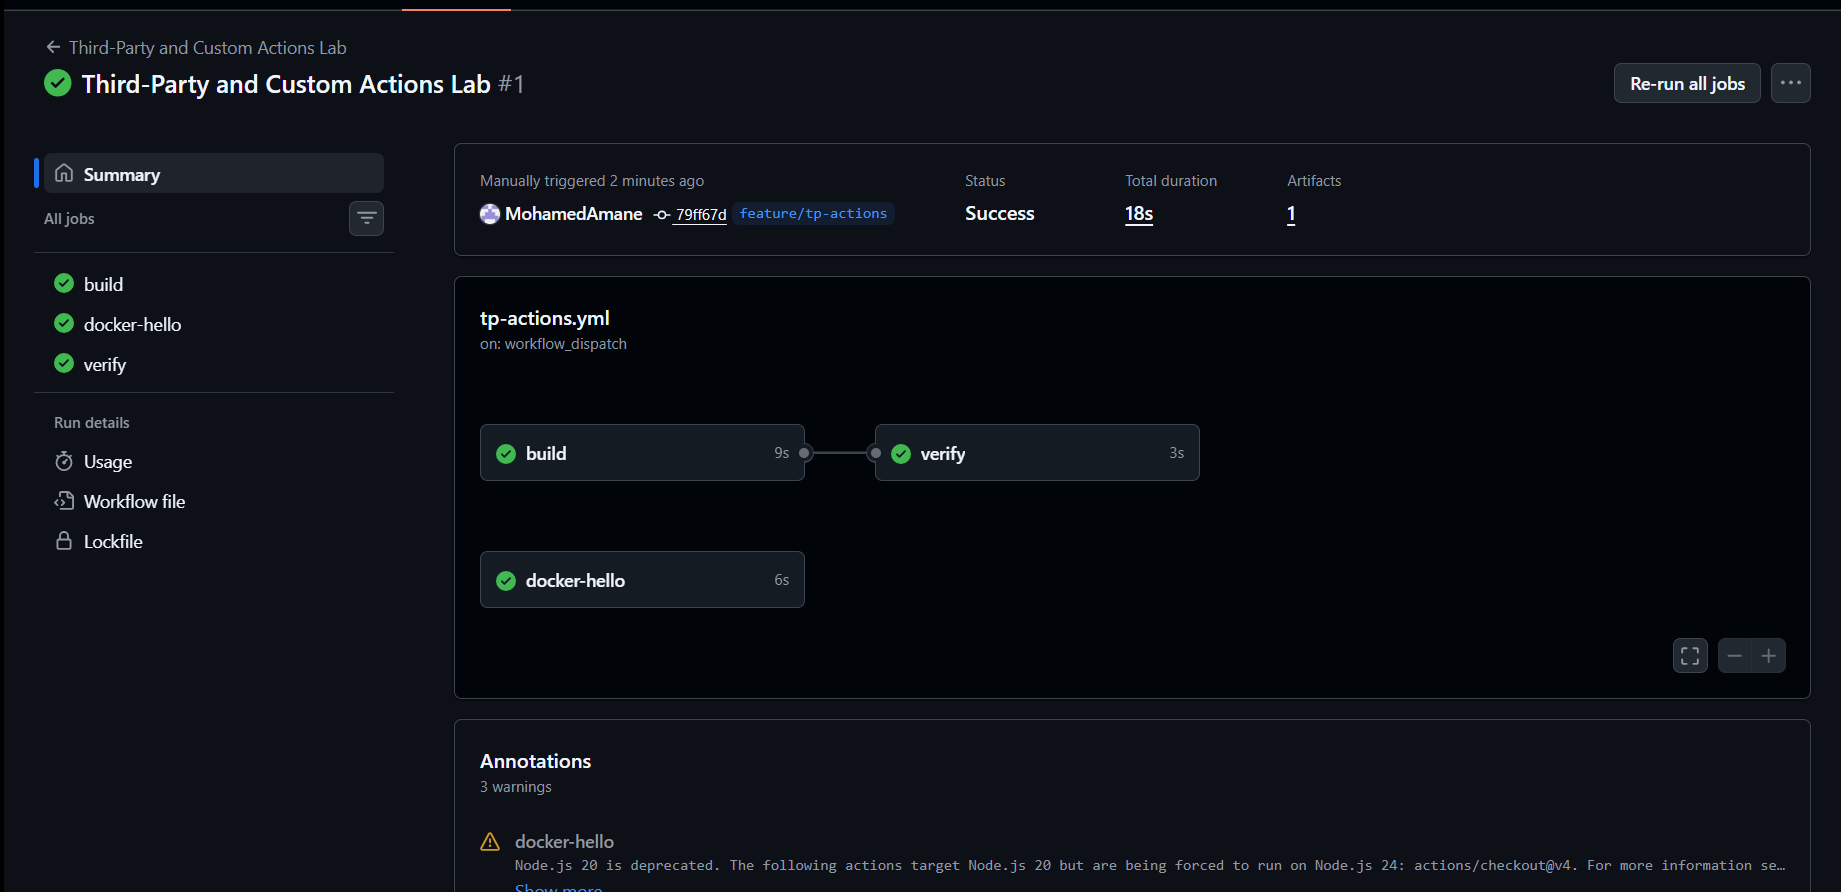 Third-Party and Custom Actions Lab
Third-Party and Custom Actions Lab #1
Re-run all jobs
Summary
All jobs
build
docker-hello
verify
Run details
Usage
Workflow file
Lockfile
Manually triggered 2 minutes ago
MohamedAmane 79ff67d feature/tp-actions
Status
Success
Total duration
18s
Artifacts
1
tp-actions.yml
on: workflow_dispatch
build 9s
verify 3s
docker-hello 6s
Annotations
3 warnings
docker-hello
Node.js 20 is deprecated. The following actions target Node.js 20 but are being forced to run on Node.js 24: actions/checkout@v4. For more information se…
Show more